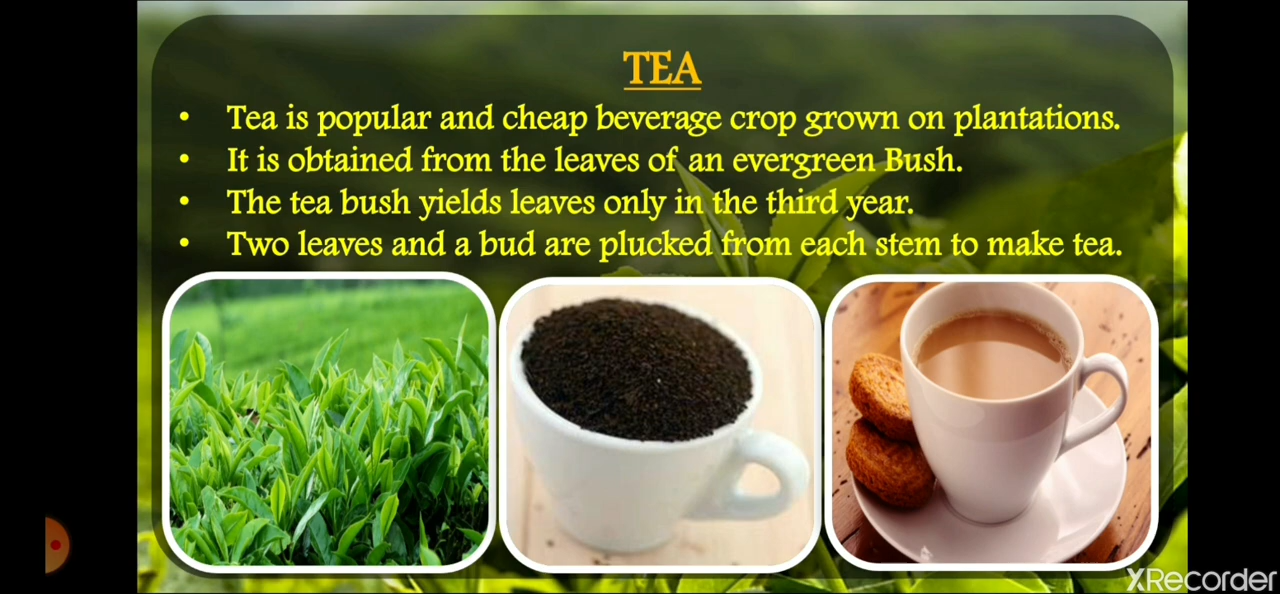 TEA
• Tea is popular and cheap beverage crop grown on plantations.
• It is obtained from the leaves of an evergreen Bush.
• The tea bush yields leaves only in the third year.
• Two leaves and a bud are plucked from each stem to make tea.
XRecorder